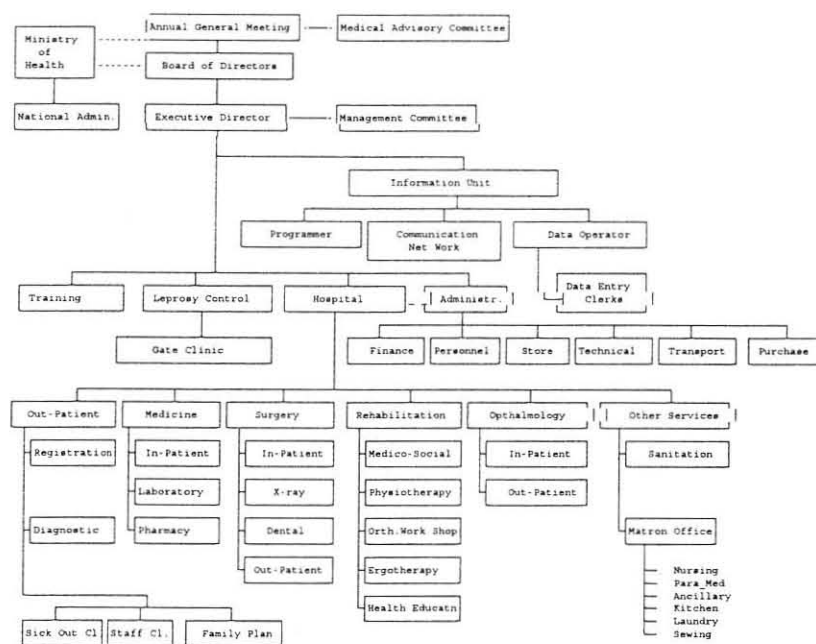 Annual General Meeting
Medical Advisory Committee
Ministry
of
Health
Board of Directors
National Admin.
Executive Director
Management Committee
Information Unit
Programmer
Communication
Net Work
Data Operator
Data Entry
Clerks
Training
Leprosy Control
Hospital
Administr.
Gate Clinic
Finance
Personnel
Store
Technical
Transport
Purchase
Out-Patient
Medicine
Surgery
Rehabilitation
Opthalmology
Other Services
Registration
In-Patient
In-Patient
Medico-Social
In-Patient
Sanitation
Laboratory
X-ray
Physiotherapy
Out-Patient
Diagnostic
Pharmacy
Dental
Orth.Work Shop
Matron Office
Out-Patient
Ergotherapy
Nursing
Para_Med
Ancillary
Kitchen
Laundry
Sewing
Health Educatn
Sick Out Cl
Staff Cl.
Family Plan